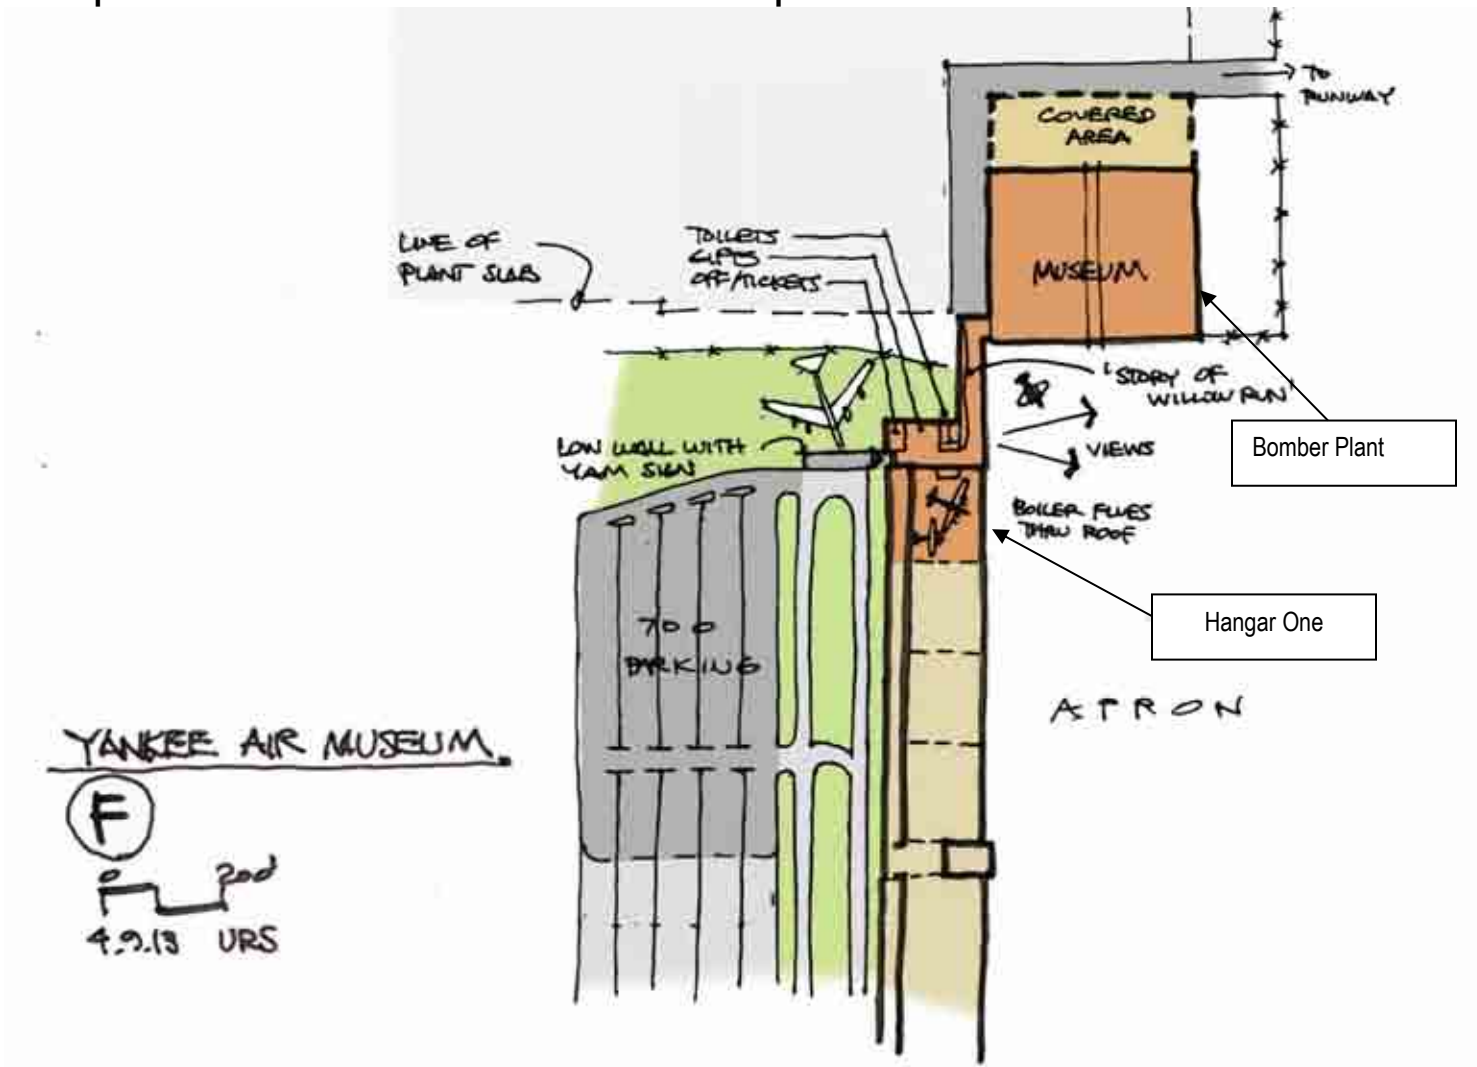 TO
RUNWAY
COVERED
AREA
LINE OF
PLANT SLAB
TOILETS
GIFTS
OFF/TICKETS
MUSEUM
'STORY OF
WILLOW RUN'
VIEWS
LOW WALL WITH
YAM SIGN
Bomber Plant
BOILER FLUES
THRU ROOF
Hangar One
700
PARKING
APRON
YANKEE AIR MUSEUM.
F
0 200'
4.9.13 URS